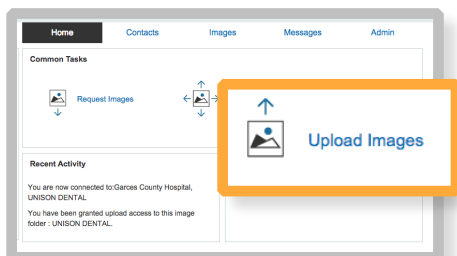 Home Contacts Images Messages Admin
Common Tasks
Request Images
Upload Images
Recent Activity
You are now connected to:Garces County Hospital,
UNISON DENTAL
You have been granted upload access to this image
folder : UNISON DENTAL.